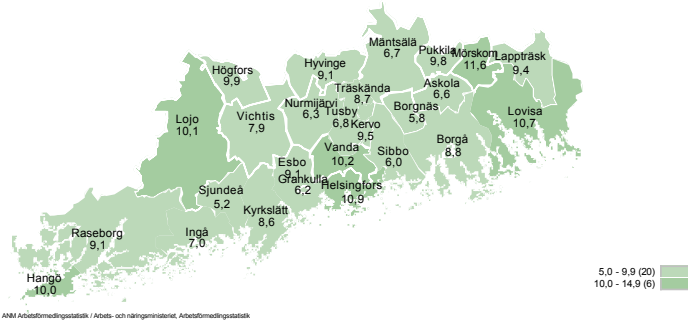 Mäntsälä
6,7
Pukkila
9,8
Mörskom
11,6
Lappträsk
9,4
Hyvinge
9,1
Högfors
9,9
Träskända
8,7
Askola
6,6
Nurmijärvi
6,3
Tusby
6,8
Borgnäs
5,8
Lovisa
10,7
Lojo
10,1
Vichtis
7,9
Kervo
9,5
Borgå
8,8
Vanda
10,2
Sibbo
6,0
Esbo
9,1
Grankulla
6,2
Helsingfors
10,9
Sjundeå
5,2
Kyrkslätt
8,6
Raseborg
9,1
Ingå
7,0
Hangö
10,0
5,0 - 9,9 (20)
10,0 - 14,9 (6)
ANM Arbetsförmedlingsstatistik / Arbets- och näringsministeriet, Arbetsförmedlingsstatistik